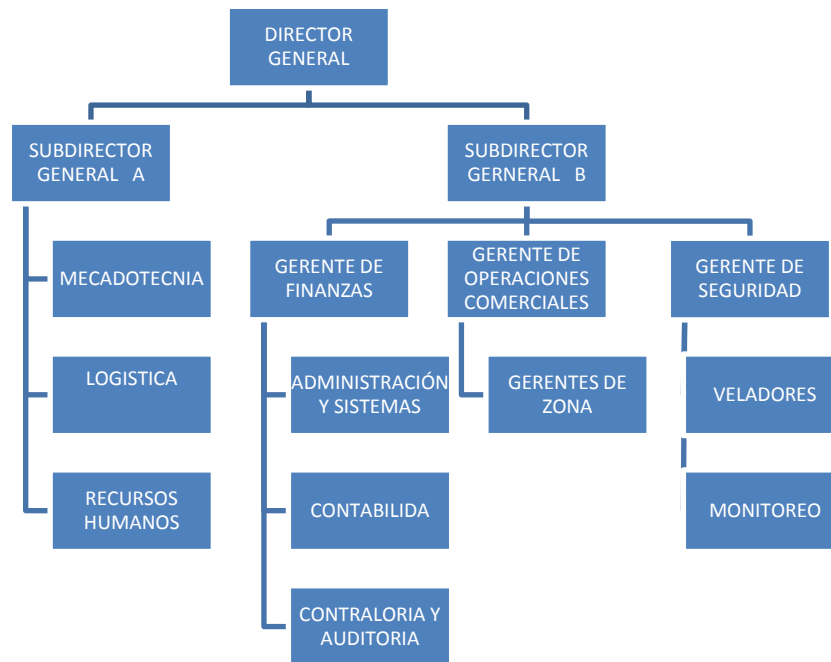 DIRECTOR
GENERAL
SUBDIRECTOR
GENERAL A
SUBDIRECTOR
GERNERAL B
MECADOTECNIA
LOGISTICA
RECURSOS
HUMANOS
GERENTE DE
FINANZAS
ADMINISTRACIÓN
Y SISTEMAS
CONTABILIDA
CONTRALORIA Y
AUDITORIA
GERENTE DE
OPERACIONES
COMERCIALES
GERENTES DE
ZONA
GERENTE DE
SEGURIDAD
VELADORES
MONITOREO